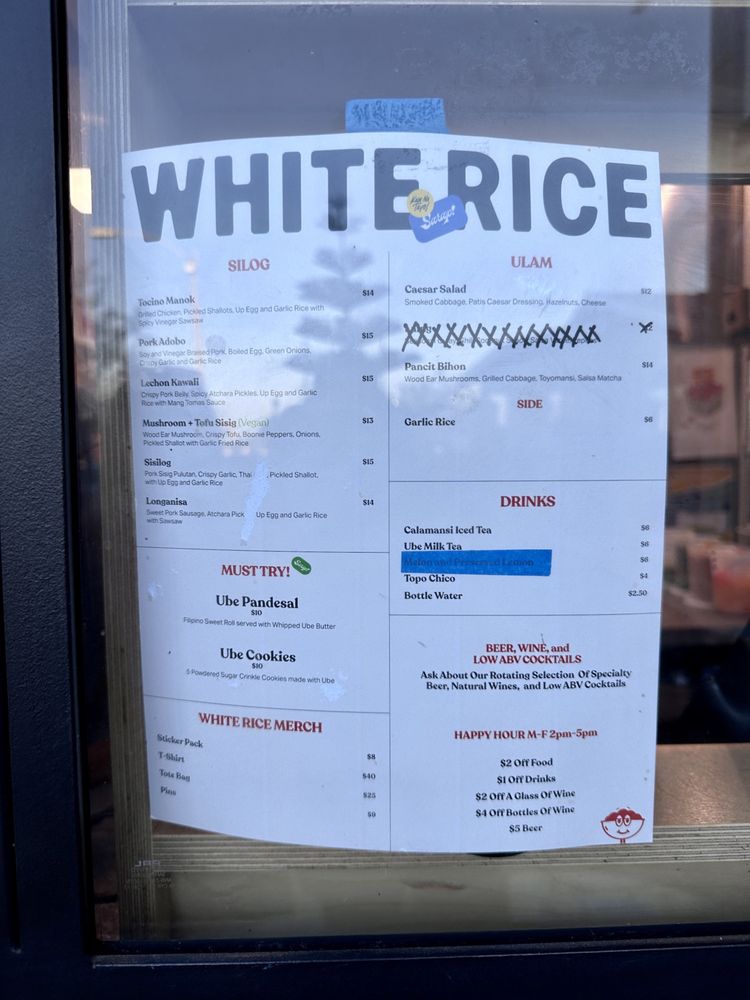 WHITE RICE
Kain Na Tayo!
Sarap!
SILOG
Tocino Manok $14
Grilled Chicken, Pickled Shallots, Up Egg and Garlic Rice with
Spicy Vinegar Sawsaw
Pork Adobo $15
Soy and Vinegar Braised Pork, Boiled Egg, Green Onions,
Crispy Garlic and Garlic Rice
Lechon Kawali $15
Crispy Pork Belly, Spicy Atchara Pickles, Up Egg and Garlic
Rice with Mang Tomas Sauce
Mushroom + Tofu Sisig (Vegan) $13
Wood Ear Mushroom, Crispy Tofu, Boonie Peppers, Onions,
Pickled Shallot with Garlic Fried Rice
Sisilog $15
Pork Sisig Pulutan, Crispy Garlic, Thai Pickled Shallot,
with Up Egg and Garlic Rice
Longanisa $14
Sweet Pork Sausage, Atchara Pick Up Egg and Garlic Rice
with Sawsaw
MUST TRY!
Ube Pandesal
$10
Filipino Sweet Roll served with Whipped Ube Butter
Ube Cookies
$10
5 Powdered Sugar Crinkle Cookies made with Ube
WHITE RICE MERCH
Sticker Pack $8
T-Shirt $40
Tote Bag $25
Pins $9
ULAM
Caesar Salad $12
Smoked Cabbage, Patis Caesar Dressing, Hazelnuts, Cheese
Pancit Bihon $14
Wood Ear Mushrooms, Grilled Cabbage, Toyomansi, Salsa Matcha
SIDE
Garlic Rice $6
DRINKS
Calamansi Iced Tea $6
Ube Milk Tea $6
Melon and Preserved Lemon $6
Topo Chico $4
Bottle Water $2.50
BEER, WINE, and
LOW ABV COCKTAILS
Ask About Our Rotating Selection Of Specialty
Beer, Natural Wines, and Low ABV Cocktails
HAPPY HOUR M-F 2pm-5pm
$2 Off Food
$1 Off Drinks
$2 Off A Glass Of Wine
$4 Off Bottles Of Wine
$5 Beer